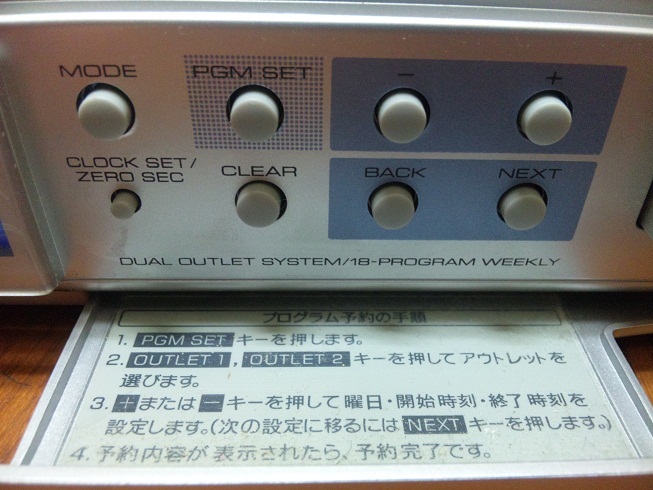 MODE
PGM SET
− +
CLOCK SET/
ZERO SEC
CLEAR
BACK
NEXT
DUAL OUTLET SYSTEM/18-PROGRAM WEEKLY
プログラム予約の手順
1. PGM SET キーを押します。
2. OUTLET 1 , OUTLET 2 キーを押してアウトレットを
選びます。
3. +または−キーを押して曜日・開始時刻・終了時刻を
設定します。(次の設定に移るには NEXT キーを押します。)
4. 予約内容が表示されたら、予約完了です。